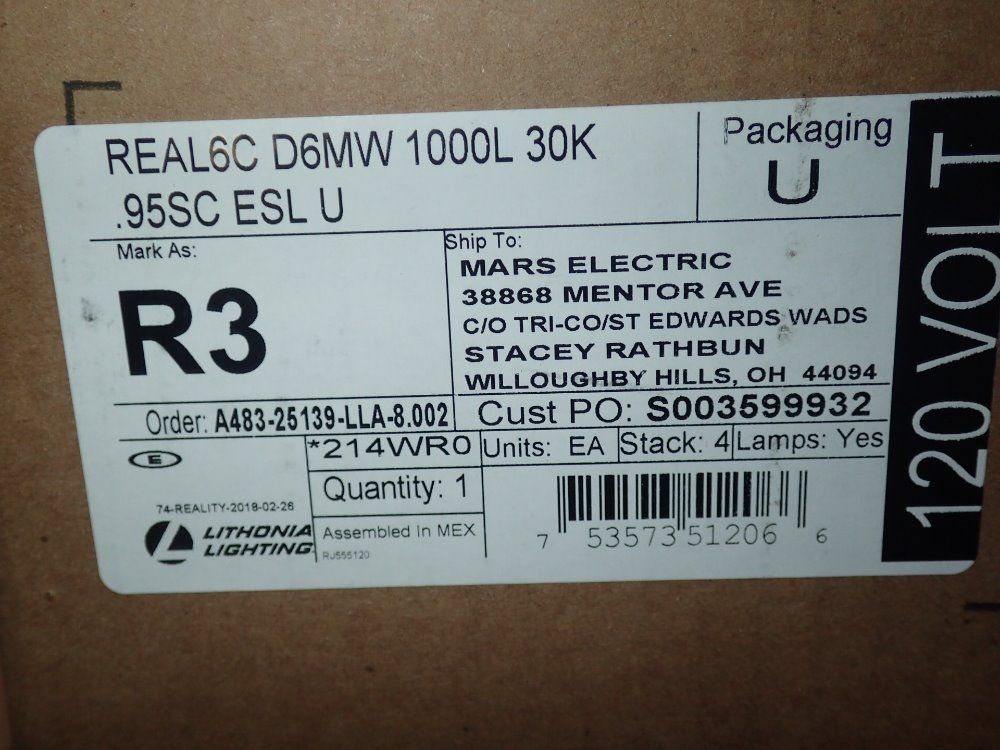 REAL6C D6MW 1000L 30K
.95SC ESL U
Packaging
U
Mark As:
R3
Ship To:
MARS ELECTRIC
38868 MENTOR AVE
C/O TRI-CO/ST EDWARDS WADS
STACEY RATHBUN
WILLOUGHBY HILLS, OH 44094
Order: A483-25139-LLA-8.002
Cust PO: S003599932
E
*214WR0
Units: EA
Stack: 4
Lamps: Yes
Quantity: 1
74-REALITY-2018-02-26
LITHONIA
LIGHTING
Assembled in MEX
RJ555120
7 53573 51206 6
120 VOLT